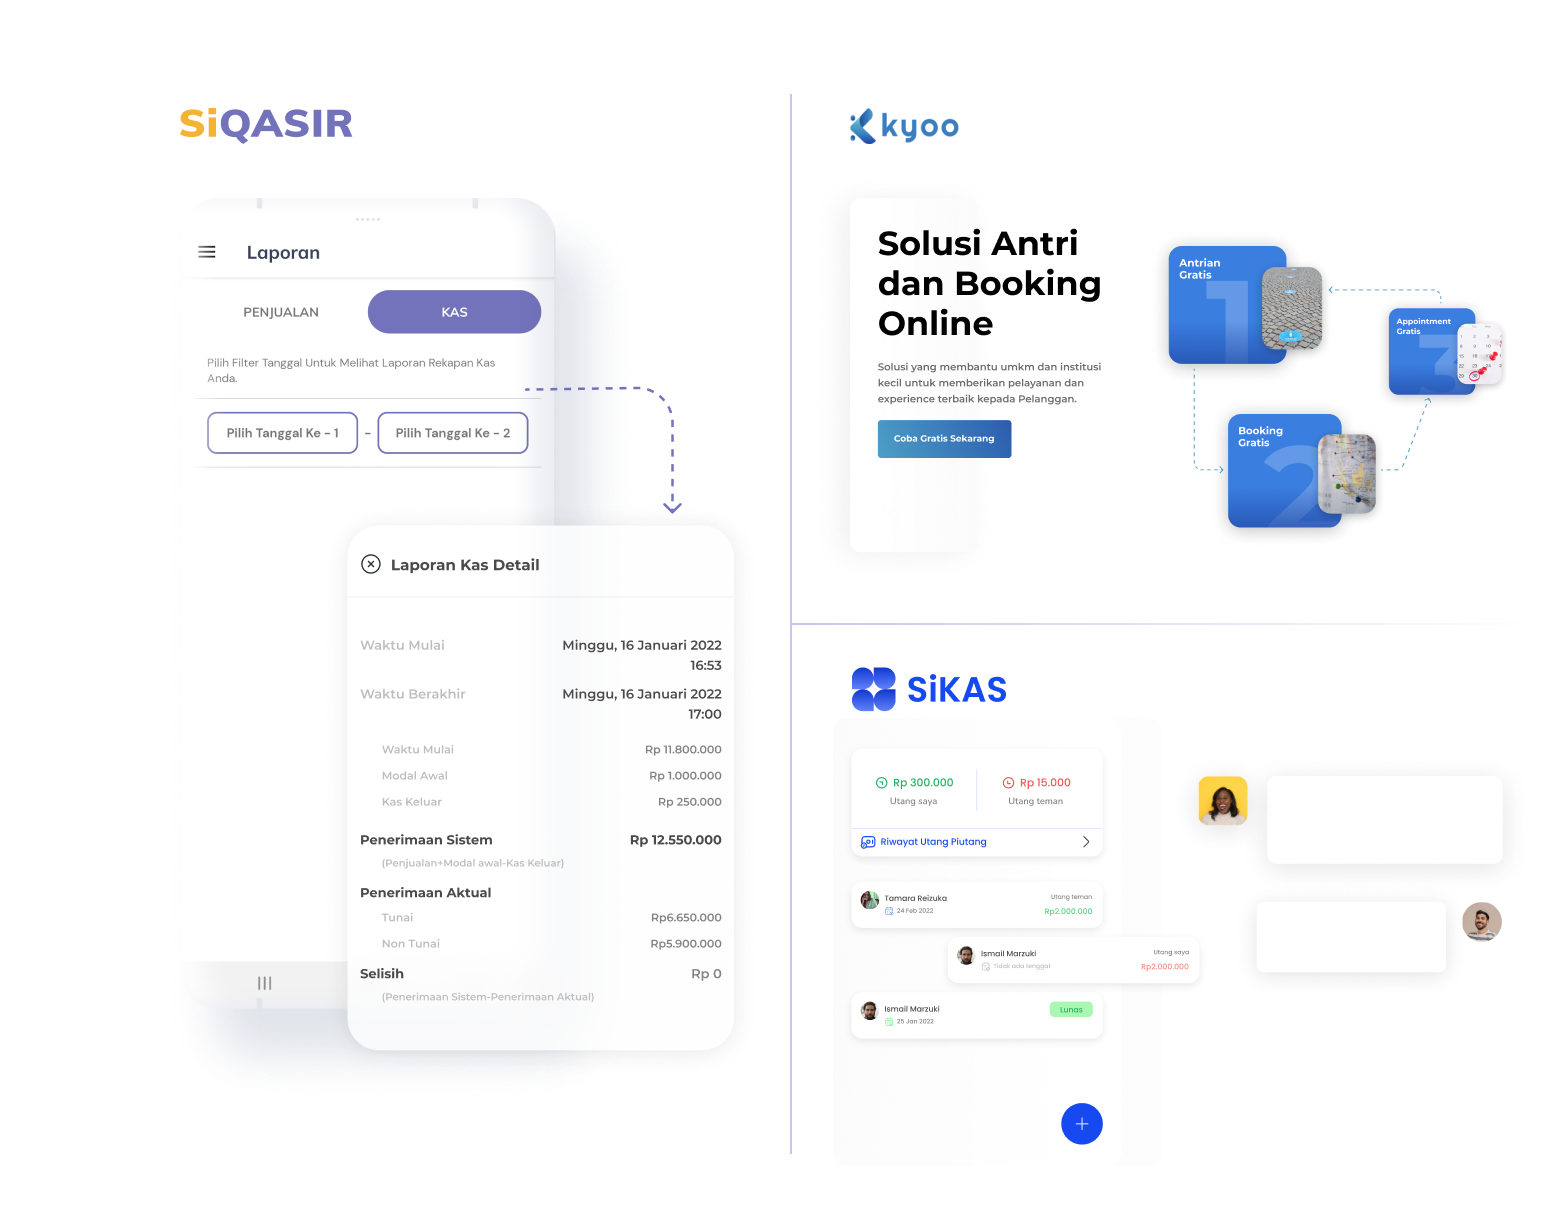 SiQASIR
Laporan
PENJUALAN
KAS
Pilih Filter Tanggal Untuk Melihat Laporan Rekapan Kas
Anda.
Pilih Tanggal Ke - 1
-
Pilih Tanggal Ke - 2
Laporan Kas Detail
Waktu Mulai
Minggu, 16 Januari 2022
16:53
Waktu Berakhir
Minggu, 16 Januari 2022
17:00
Waktu Mulai
Rp 11.800.000
Modal Awal
Rp 1.000.000
Kas Keluar
Rp 250.000
Penerimaan Sistem
Rp 12.550.000
(Penjualan+Modal awal-Kas Keluar)
Penerimaan Aktual
Tunai
Rp6.650.000
Non Tunai
Rp5.900.000
Selisih
Rp 0
(Penerimaan Sistem-Penerimaan Aktual)
kyoo
Solusi Antri
dan Booking
Online
Solusi yang membantu umkm dan institusi
kecil untuk memberikan pelayanan dan
experience terbaik kepada Pelanggan.
Coba Gratis Sekarang
Antrian
Gratis
1
Booking
Gratis
2
Appointment
Gratis
3
SiKAS
Rp 300.000
Utang saya
Rp 15.000
Utang teman
Riwayat Utang Piutang
Tamara Reizuka
24 Feb 2022
Utang teman
Rp2.000.000
Ismail Marzuki
Tidak ada tenggat
Utang saya
Rp2.000.000
Ismail Marzuki
25 Jan 2022
Lunas